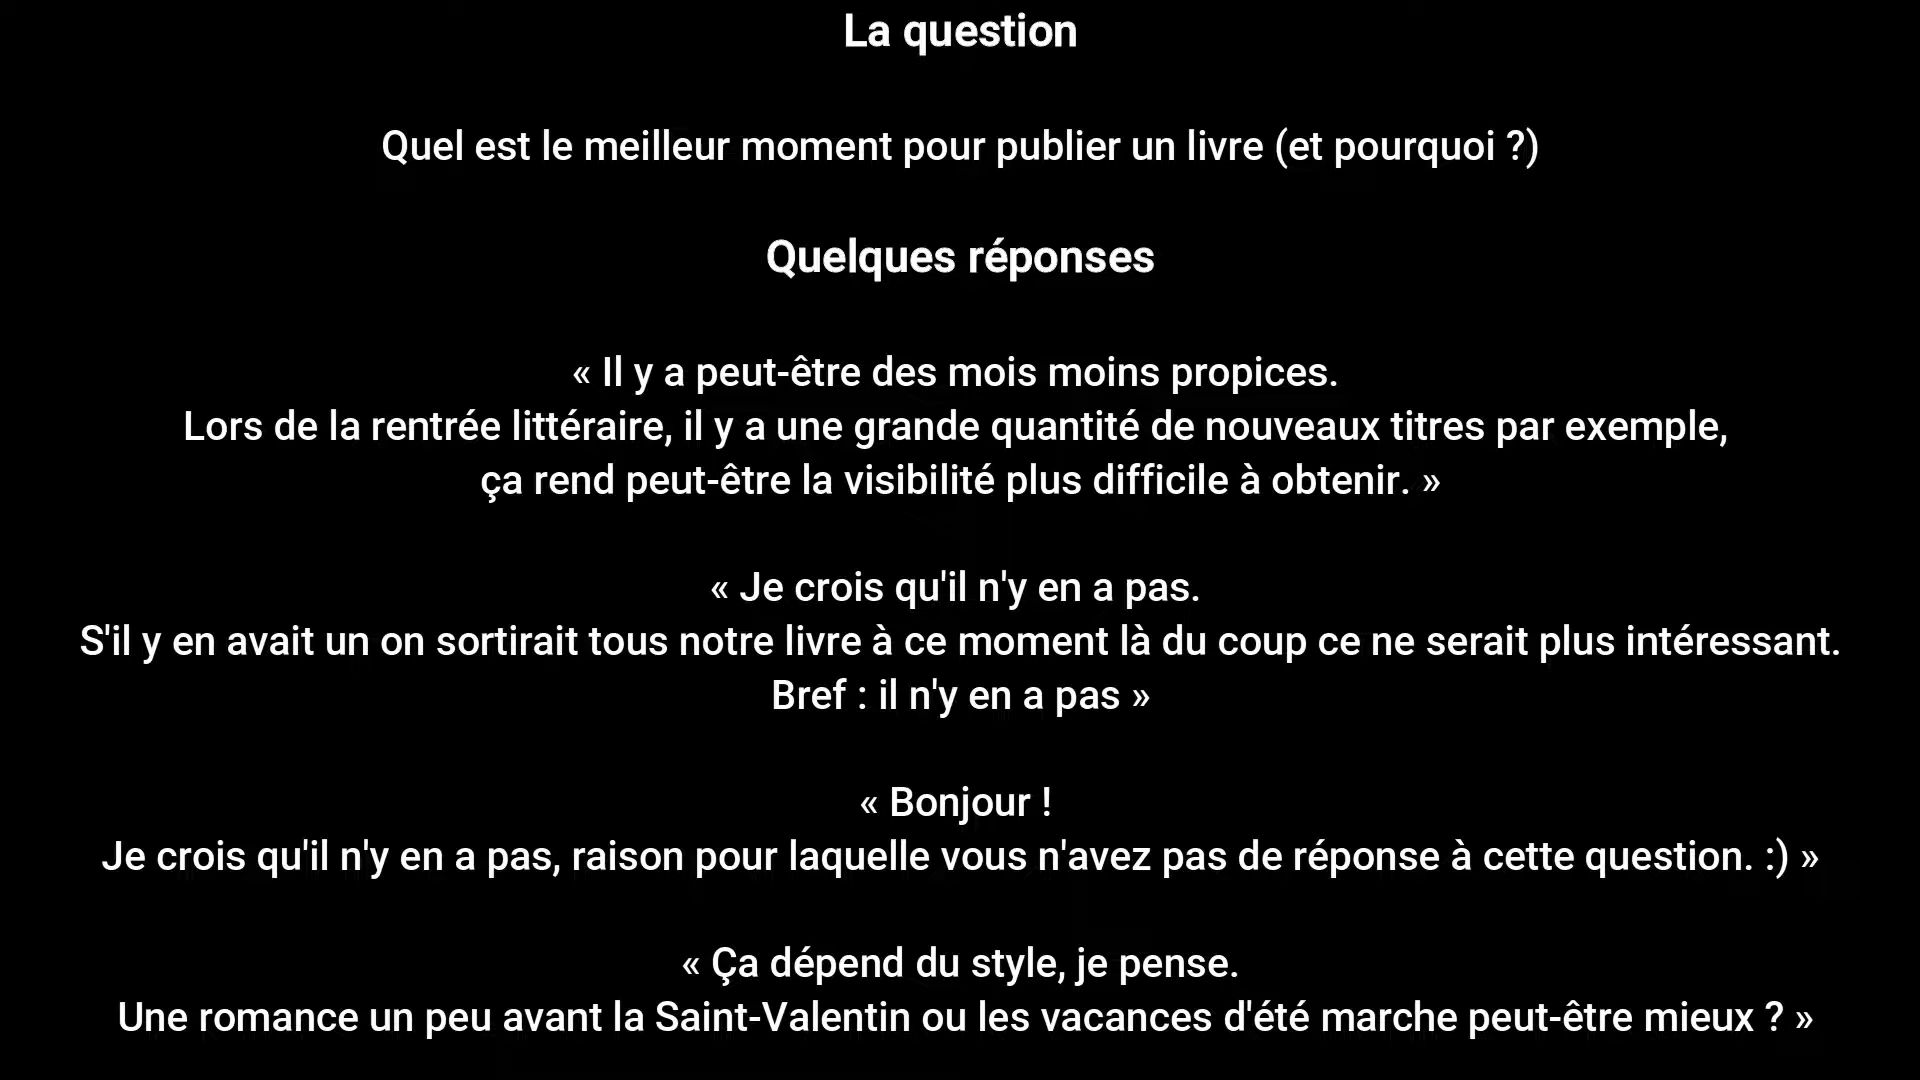 La question
Quel est le meilleur moment pour publier un livre (et pourquoi ?)
Quelques réponses
« Il y a peut-être des mois moins propices.
Lors de la rentrée littéraire, il y a une grande quantité de nouveaux titres par exemple,
ça rend peut-être la visibilité plus difficile à obtenir. »
« Je crois qu'il n'y en a pas.
S'il y en avait un on sortirait tous notre livre à ce moment là du coup ce ne serait plus intéressant.
Bref : il n'y en a pas »
« Bonjour !
Je crois qu'il n'y en a pas, raison pour laquelle vous n'avez pas de réponse à cette question. :) »
« Ça dépend du style, je pense.
Une romance un peu avant la Saint-Valentin ou les vacances d'été marche peut-être mieux ? »